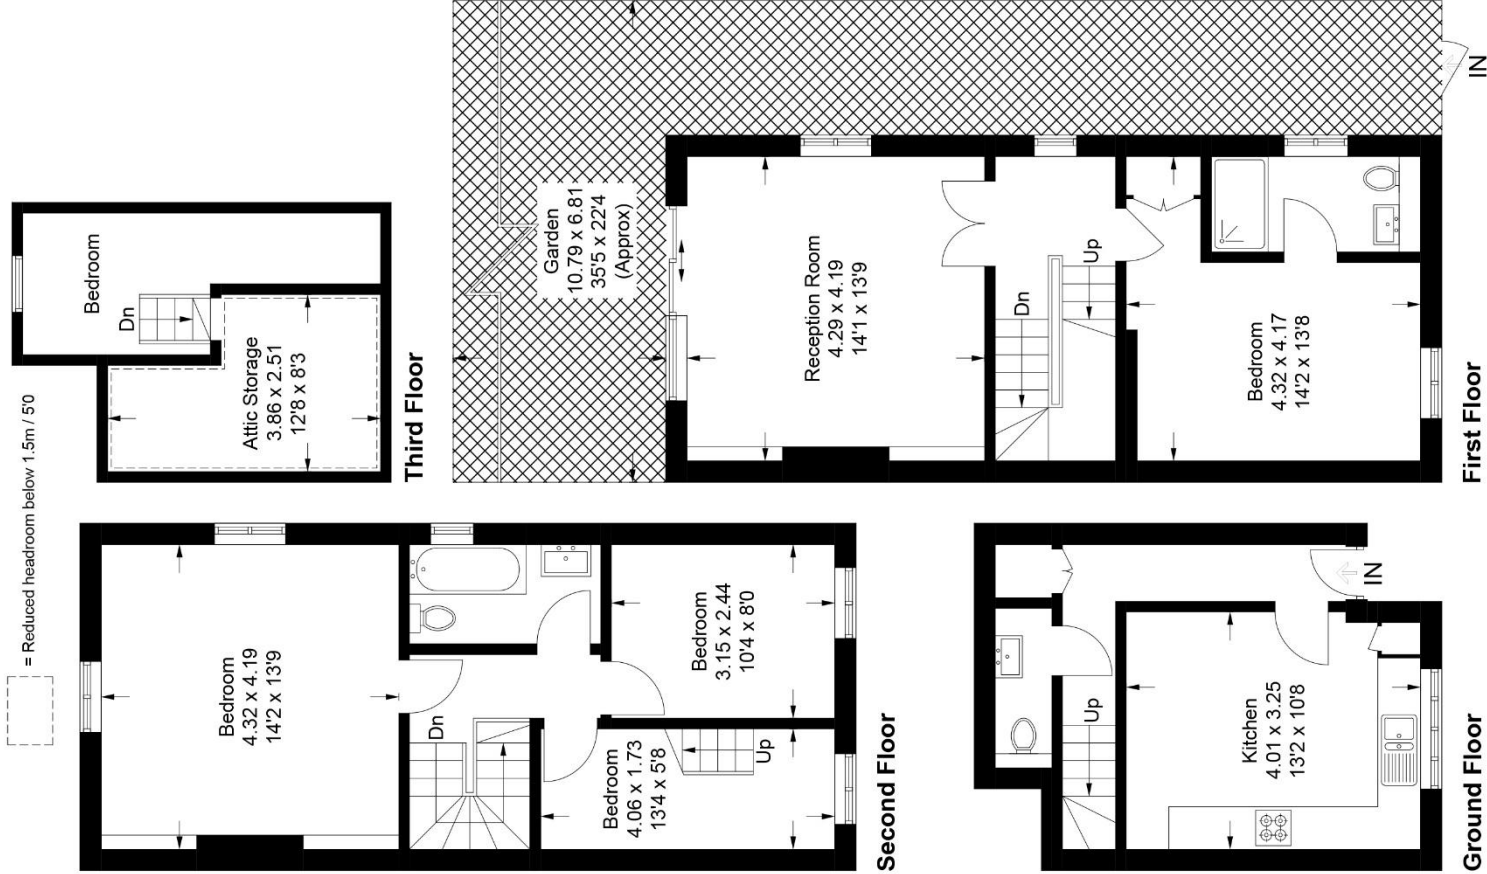 = Reduced headroom below 1.5m / 5'0
Bedroom
Dn
Attic Storage
3.86 x 2.51
12'8 x 8'3
Third Floor
Garden
10.79 x 6.81
35'5 x 22'4
(Approx)
IN
Reception Room
4.29 x 4.19
14'1 x 13'9
Dn
Up
Bedroom
4.32 x 4.17
14'2 x 13'8
First Floor
Bedroom
4.32 x 4.19
14'2 x 13'9
Dn
Bedroom
3.15 x 2.44
10'4 x 8'0
Bedroom
4.06 x 1.73
13'4 x 5'8
Up
Second Floor
Up
IN
Kitchen
4.01 x 3.25
13'2 x 10'8
Ground Floor